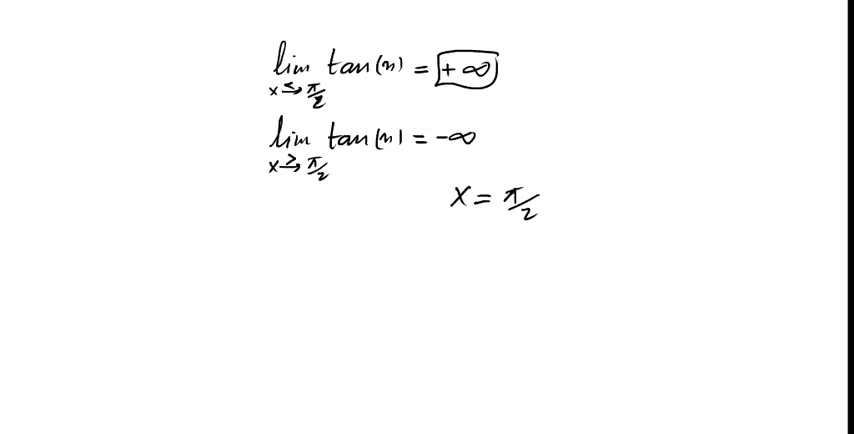 lim tan(x) = +∞
x →< π/2
lim tan(x) = -∞
x →> π/2
x = π/2